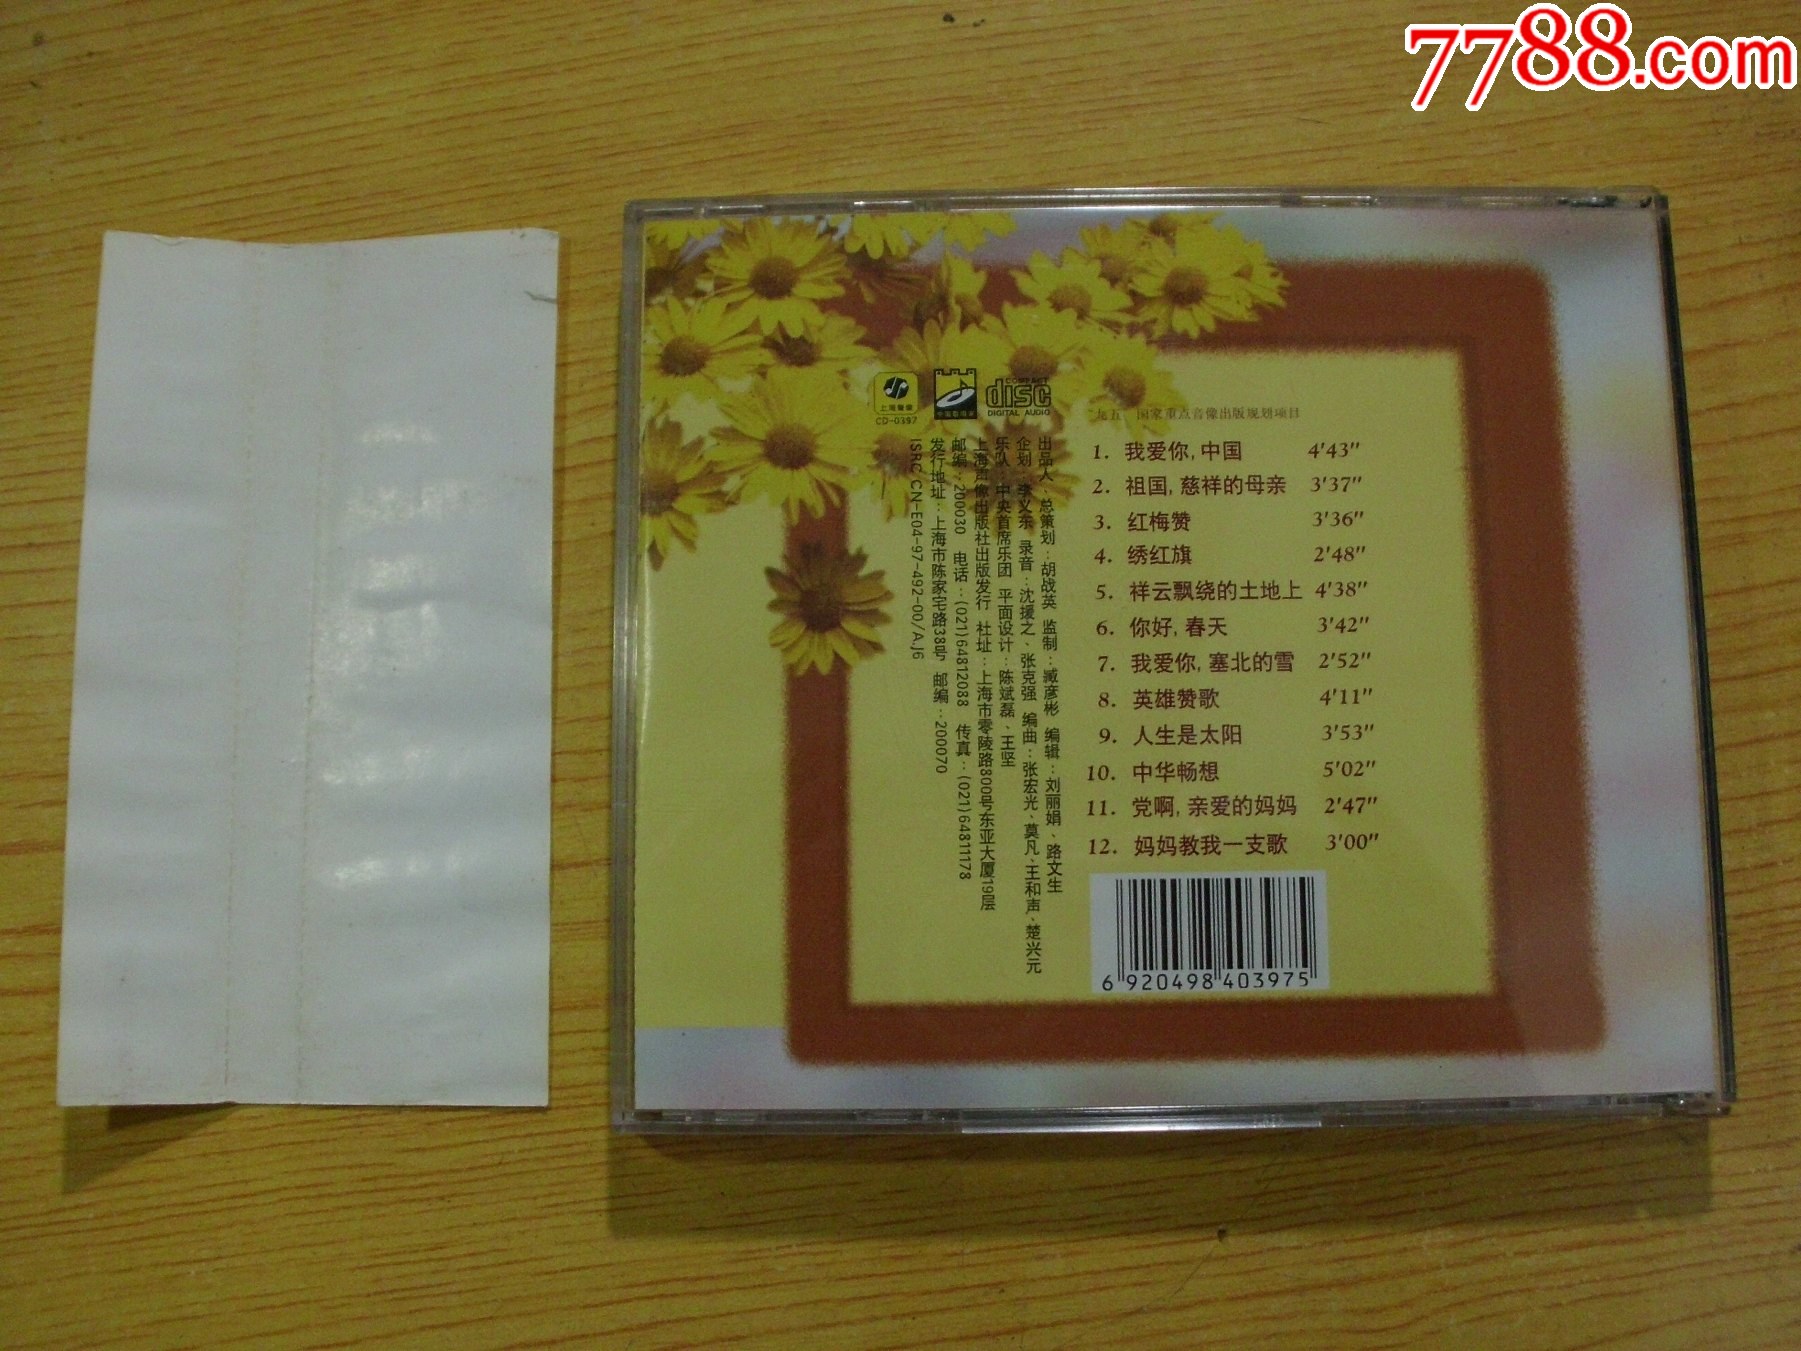 7788.com
上海音像
CD-0397
中国唱片
COMPACT
disc
DIGITAL AUDIO
"九五"国家重点音像出版规划项目
1. 我爱你,中国 4'43"
2. 祖国,慈祥的母亲 3'37"
3. 红梅赞 3'36"
4. 绣红旗 2'48"
5. 祥云飘绕的土地上 4'38"
6. 你好,春天 3'42"
7. 我爱你,塞北的雪 2'52"
8. 英雄赞歌 4'11"
9. 人生是太阳 3'53"
10. 中华畅想 5'02"
11. 党啊,亲爱的妈妈 2'47"
12. 妈妈教我一支歌 3'00"
出品人、总策划:胡战英 监制:臧彦彬 编辑:刘丽娟、路文生
企划:李义东 录音:沈援之、张克强 编曲:张宏光、莫凡、王和声、楚兴元
乐队:中央首席乐团 平面设计:陈斌磊、王坚
上海声像出版社出版发行 社址:上海市零陵路800号东亚大厦19层
邮编:200030 电话:(021)64812088 传真:(021)64811178
发行地址:上海市陈家宅路38号 邮编:200070
ISRC CN-E04-97-492-00/A.J6
6 920498 403975